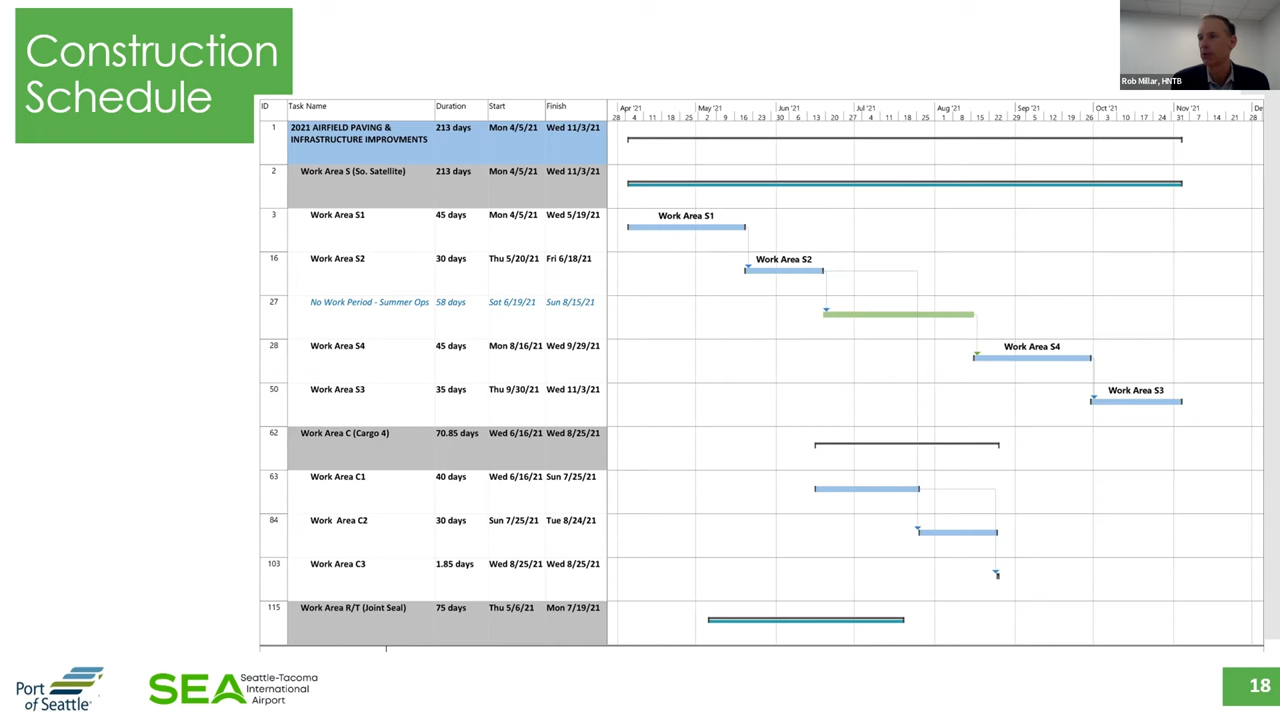 Construction
Schedule
Rob Millar, HNTB
ID Task Name Duration Start Finish
Apr '21 May '21 Jun '21 Jul '21 Aug '21 Sep '21 Oct '21 Nov '21 De
28 4 11 18 25 2 9 16 23 30 6 13 20 27 4 11 18 25 1 8 15 22 29 5 12 19 26 3 10 17 24 31 7 14 21 28
1 2021 AIRFIELD PAVING & 213 days Mon 4/5/21 Wed 11/3/21
INFRASTRUCTURE IMPROVMENTS
2 Work Area S (So. Satellite) 213 days Mon 4/5/21 Wed 11/3/21
3 Work Area S1 45 days Mon 4/5/21 Wed 5/19/21 Work Area S1
16 Work Area S2 30 days Thu 5/20/21 Fri 6/18/21 Work Area S2
27 No Work Period - Summer Ops 58 days Sat 6/19/21 Sun 8/15/21
28 Work Area S4 45 days Mon 8/16/21 Wed 9/29/21 Work Area S4
50 Work Area S3 35 days Thu 9/30/21 Wed 11/3/21 Work Area S3
62 Work Area C (Cargo 4) 70.85 days Wed 6/16/21 Wed 8/25/21
63 Work Area C1 40 days Wed 6/16/21 Sun 7/25/21
84 Work Area C2 30 days Sun 7/25/21 Tue 8/24/21
103 Work Area C3 1.85 days Wed 8/25/21 Wed 8/25/21
115 Work Area R/T (Joint Seal) 75 days Thu 5/6/21 Mon 7/19/21
Port
of Seattle
SEA
Seattle-Tacoma
International
Airport
18